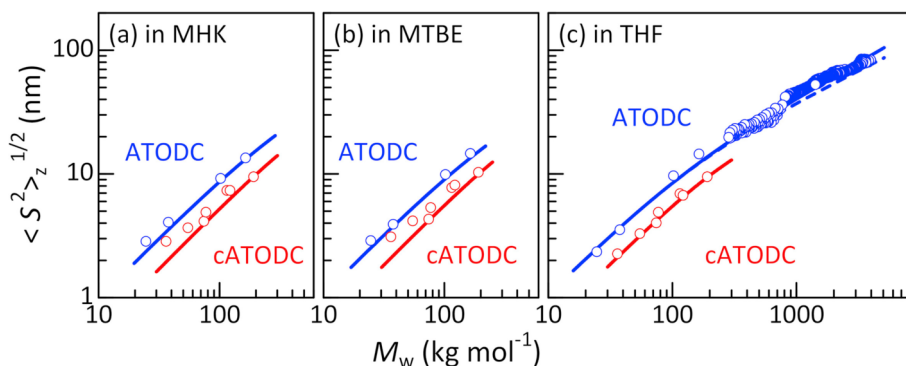 (a) in MHK
(b) in MTBE
(c) in THF
100
10
1
< S² >z^1/2 (nm)
ATODC
cATODC
ATODC
cATODC
ATODC
cATODC
10
100
10
100
10
100
1000
Mw (kg mol⁻¹)